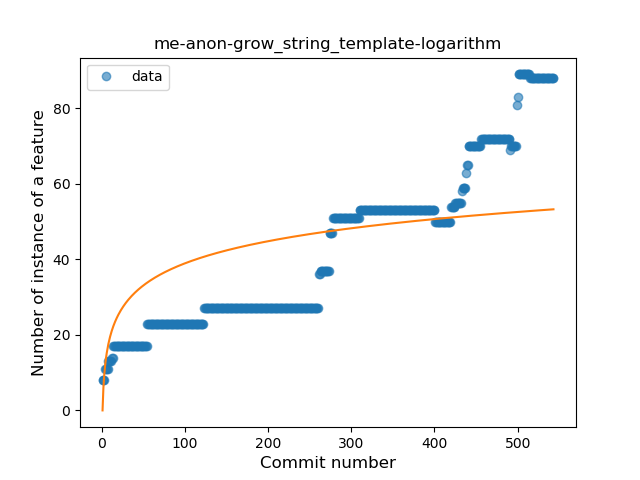 me-anon-grow_string_template-logarithm
data
Number of instance of a feature
80
60
40
20
0
0 100 200 300 400 500
Commit number